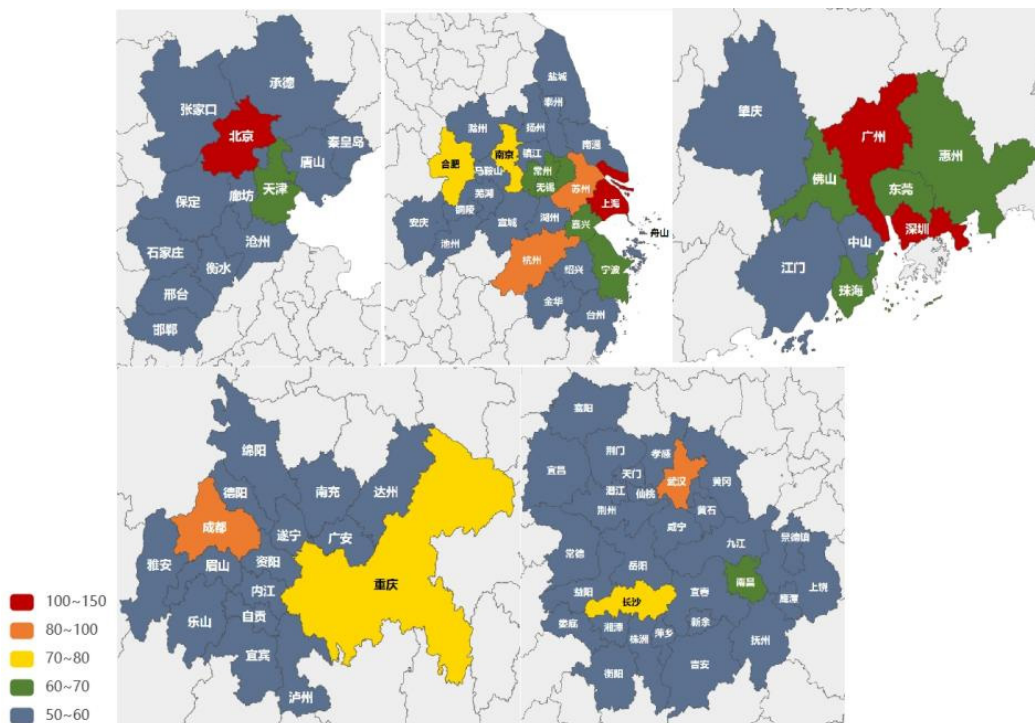 承德
张家口
北京
秦皇岛
唐山
天津
廊坊
保定
沧州
石家庄
衡水
邢台
邯郸
盐城
泰州
滁州
扬州
南通
合肥
南京
镇江
常州
马鞍山
无锡
苏州
上海
芜湖
铜陵
安庆
宣城
湖州
嘉兴
舟山
池州
杭州
绍兴
宁波
金华
台州
肇庆
广州
惠州
佛山
东莞
深圳
中山
江门
珠海
绵阳
德阳
南充
达州
成都
遂宁
广安
雅安
眉山
资阳
重庆
内江
乐山
自贡
宜宾
泸州
襄阳
荆门
孝感
宜昌
天门
武汉
黄冈
潜江
仙桃
荆州
黄石
咸宁
九江
景德镇
常德
岳阳
南昌
上饶
益阳
长沙
宜春
鹰潭
娄底
湘潭
株洲
萍乡
新余
抚州
衡阳
吉安
100~150
80~100
70~80
60~70
50~60